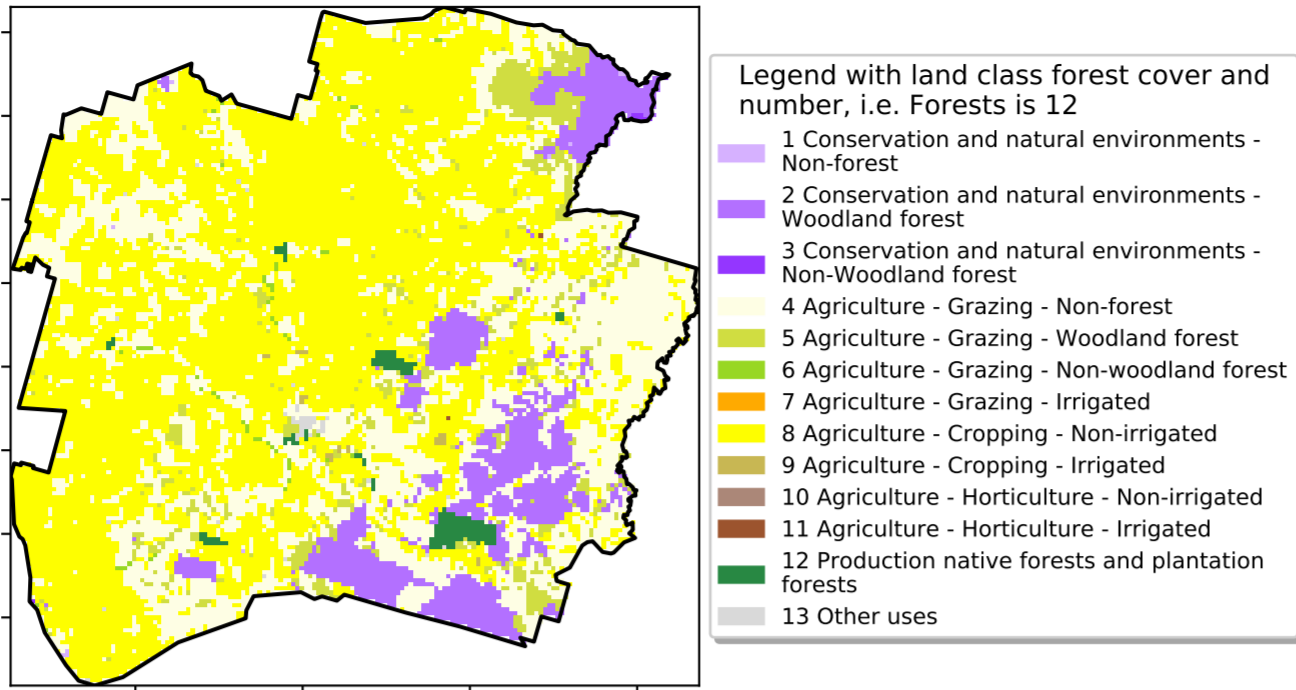 Legend with land class forest cover and
number, i.e. Forests is 12
1 Conservation and natural environments -
Non-forest
2 Conservation and natural environments -
Woodland forest
3 Conservation and natural environments -
Non-Woodland forest
4 Agriculture - Grazing - Non-forest
5 Agriculture - Grazing - Woodland forest
6 Agriculture - Grazing - Non-woodland forest
7 Agriculture - Grazing - Irrigated
8 Agriculture - Cropping - Non-irrigated
9 Agriculture - Cropping - Irrigated
10 Agriculture - Horticulture - Non-irrigated
11 Agriculture - Horticulture - Irrigated
12 Production native forests and plantation
forests
13 Other uses